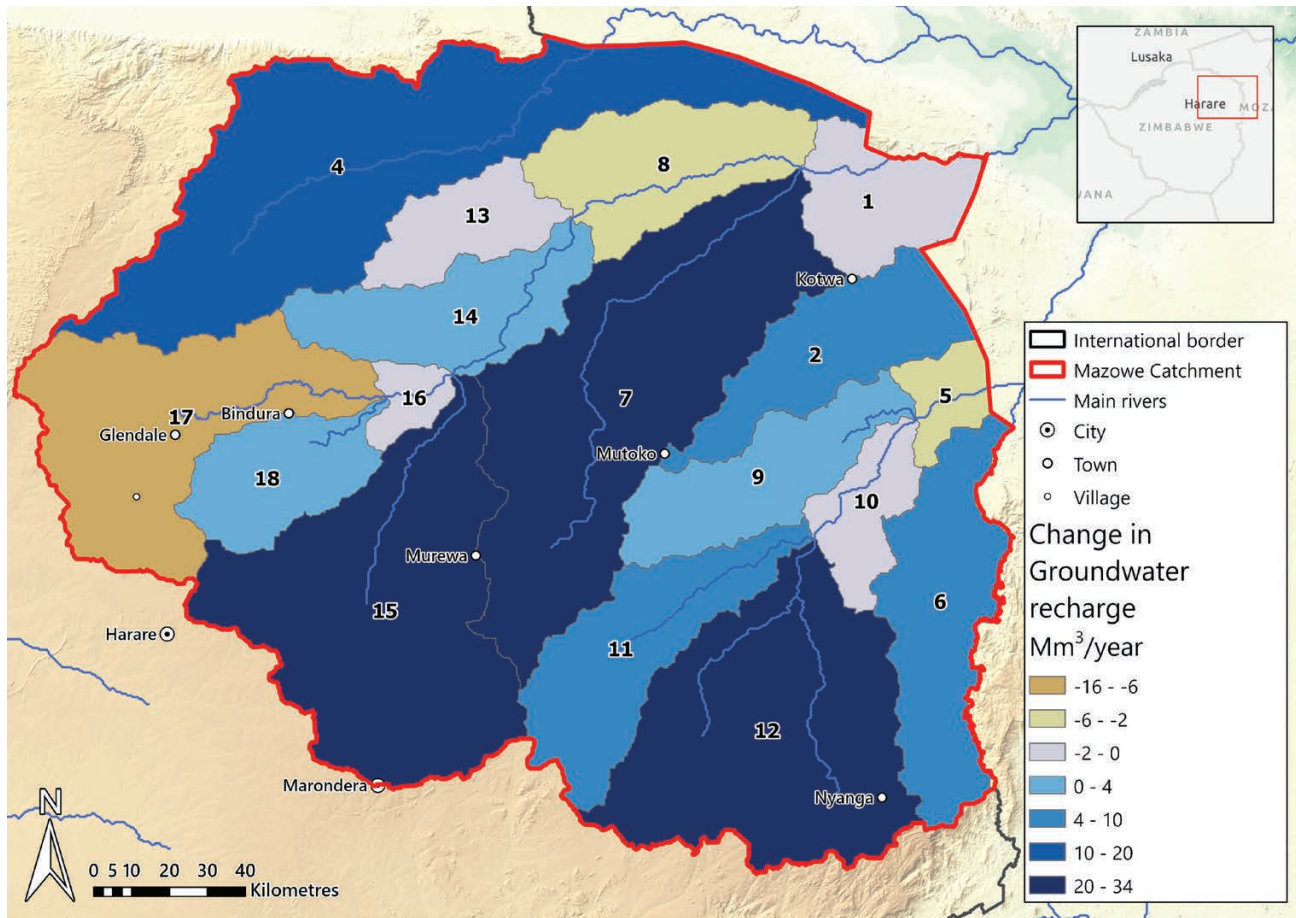 ZAMBIA
Lusaka
Harare
MOZA
ZIMBABWE
WANA
4
8
13
1
Kotwa
14
2
7
5
16
17
Bindura
Glendale
Mutoko
18
9
10
Murewa
15
6
Harare
11
12
Marondera
Nyanga
N
0 5 10 20 30 40
Kilometres
International border
Mazowe Catchment
Main rivers
City
Town
Village
Change in
Groundwater
recharge
Mm³/year
-16 - -6
-6 - -2
-2 - 0
0 - 4
4 - 10
10 - 20
20 - 34